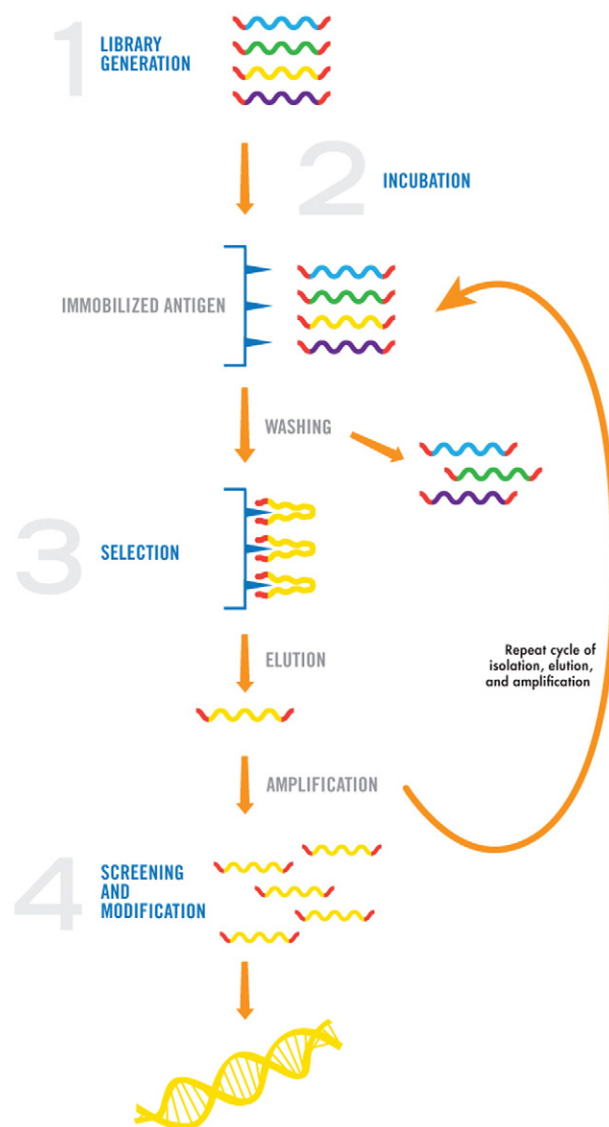 1
LIBRARY
GENERATION
2
INCUBATION
IMMOBILIZED ANTIGEN
WASHING
3
SELECTION
ELUTION
Repeat cycle of
isolation, elution,
and amplification
AMPLIFICATION
4
SCREENING
AND
MODIFICATION